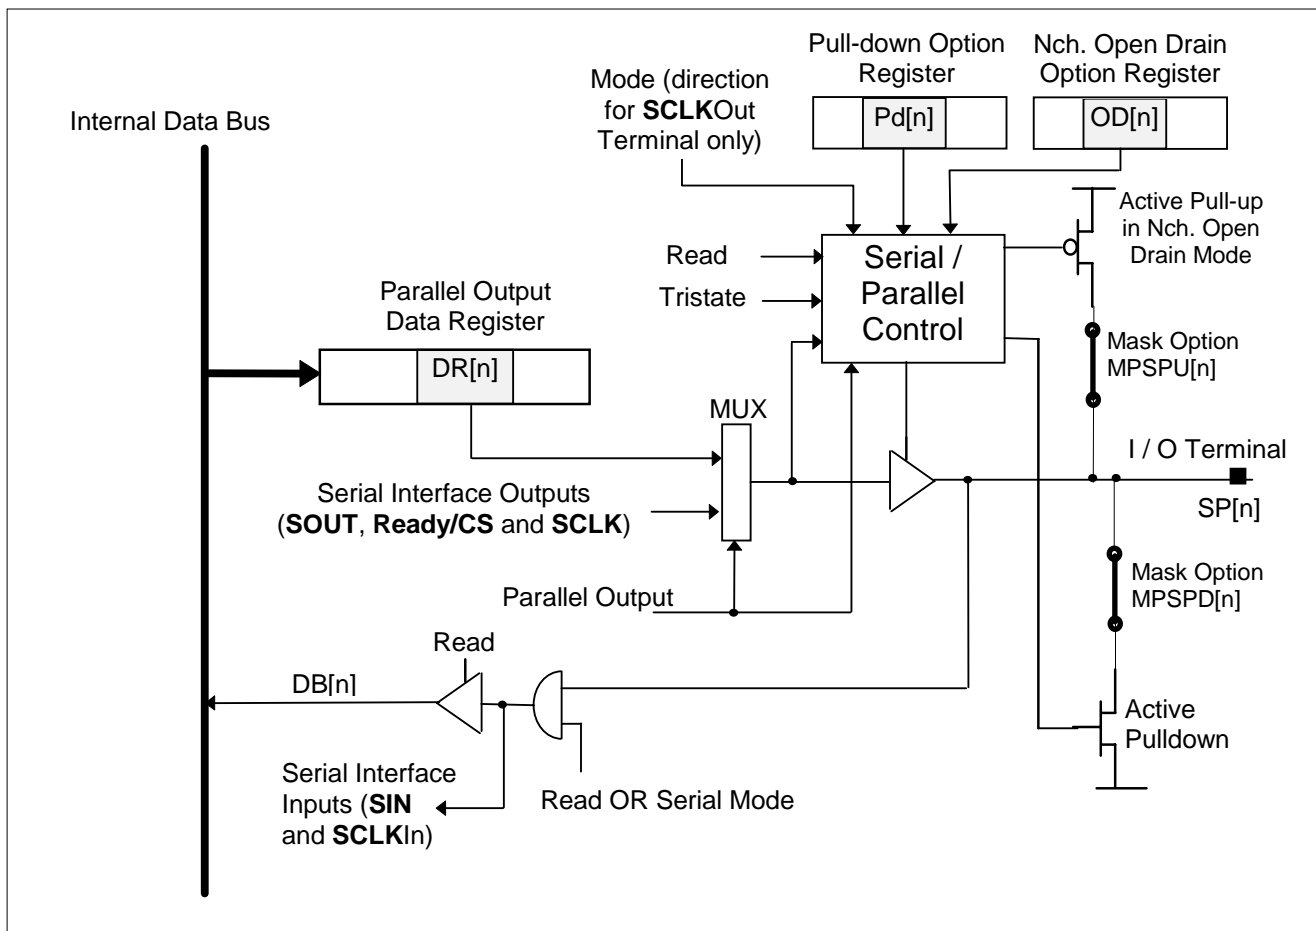 Pull-down Option
Register
Nch. Open Drain
Option Register
Mode (direction
for SCLKOut
Terminal only)
Pd[n]
OD[n]
Internal Data Bus
Active Pull-up
in Nch. Open
Drain Mode
Read
Tristate
Serial /
Parallel
Control
Parallel Output
Data Register
DR[n]
Mask Option
MPSPU[n]
MUX
I / O Terminal
SP[n]
Serial Interface Outputs
(SOUT, Ready/CS and SCLK)
Mask Option
MPSPD[n]
Parallel Output
Read
DB[n]
Active
Pulldown
Serial Interface
Inputs (SIN
and SCLKIn)
Read OR Serial Mode